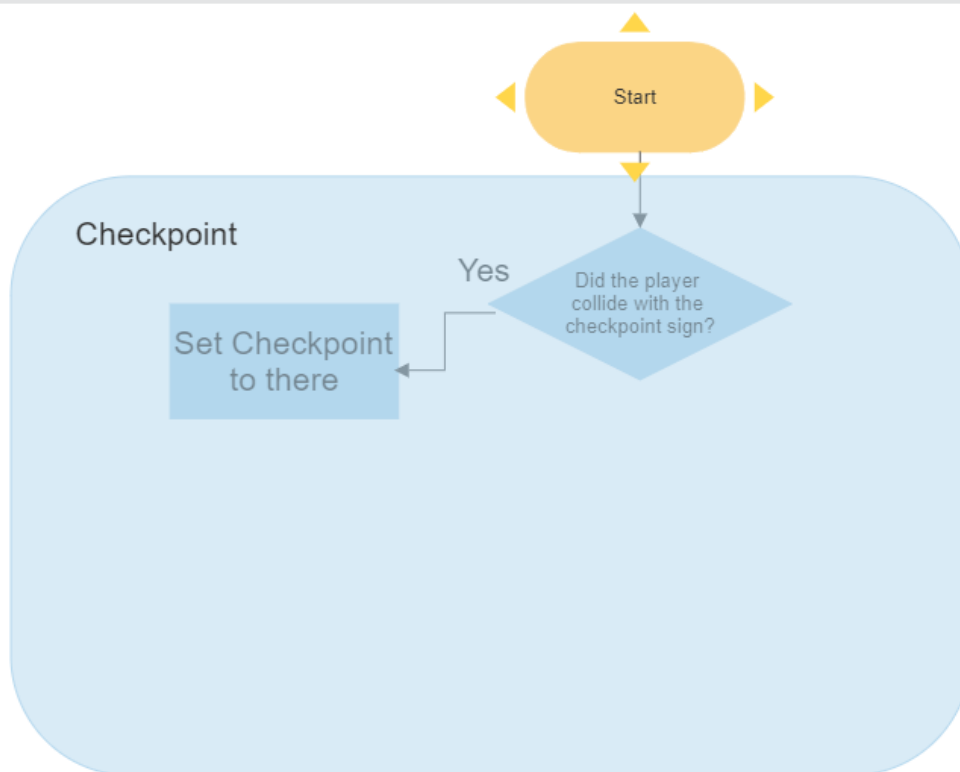 Start
Checkpoint
Yes
Did the player
collide with the
checkpoint sign?
Set Checkpoint
to there